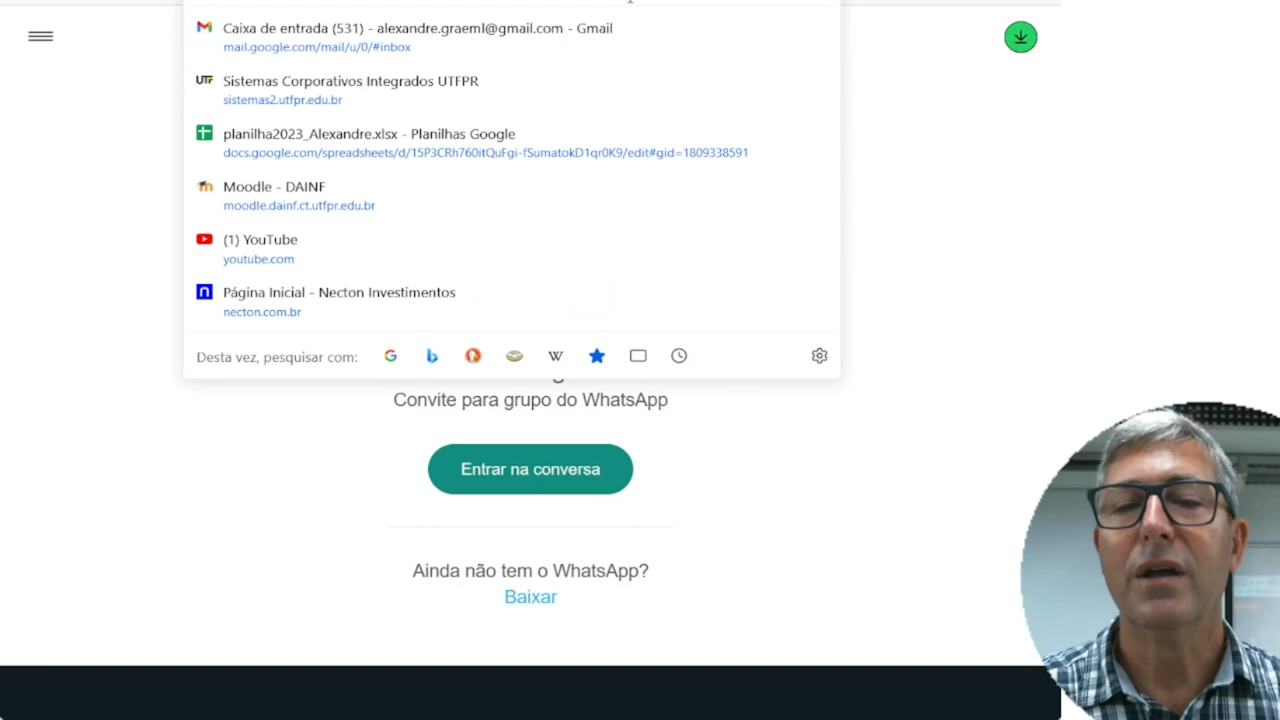 Caixa de entrada (531) - alexandre.graeml@gmail.com - Gmail
mail.google.com/mail/u/0/#inbox
UTF Sistemas Corporativos Integrados UTFPR
sistemas2.utfpr.edu.br
planilha2023_Alexandre.xlsx - Planilhas Google
docs.google.com/spreadsheets/d/15P3CRh760itQuFgi-fSumatokD1qr0K9/edit#gid=1809338591
Moodle - DAINF
moodle.dainf.ct.utfpr.edu.br
(1) YouTube
youtube.com
Página Inicial - Necton Investimentos
necton.com.br
Desta vez, pesquisar com:
Convite para grupo do WhatsApp
Entrar na conversa
Ainda não tem o WhatsApp?
Baixar